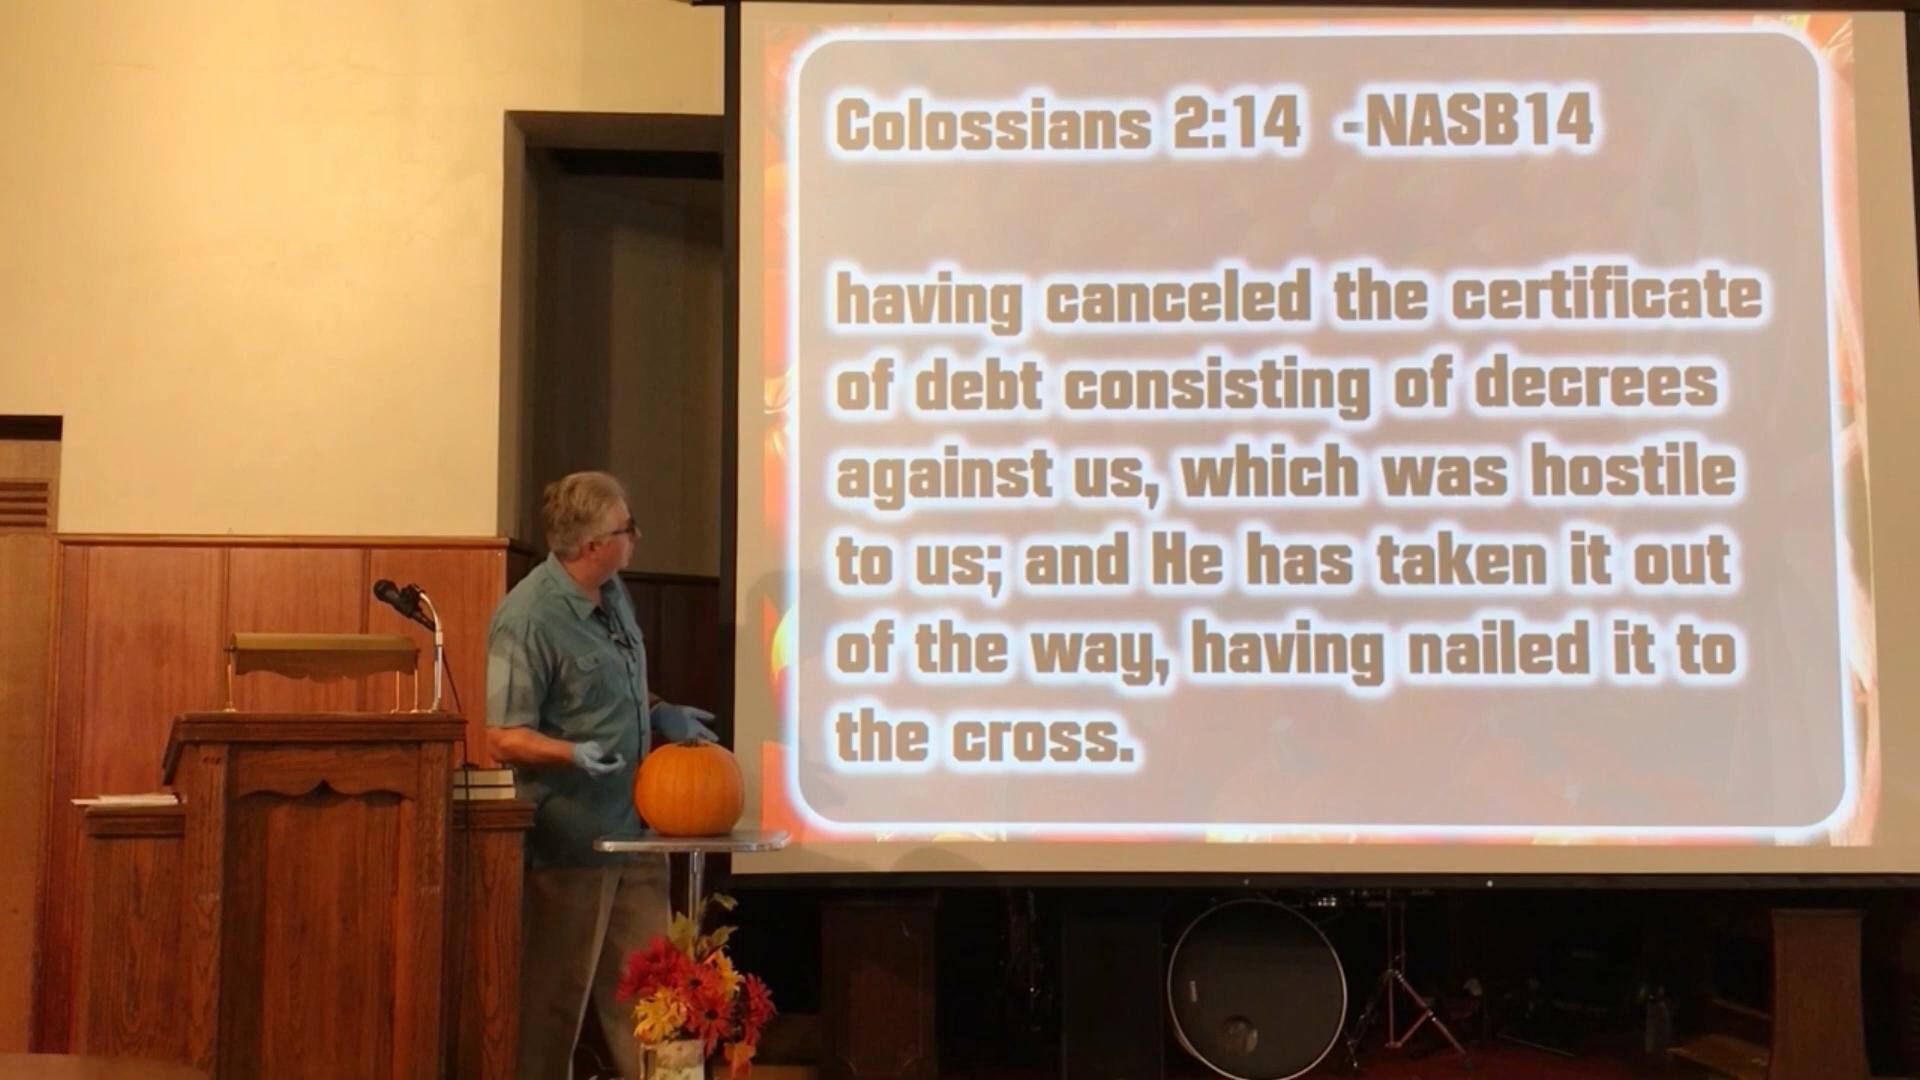 Colossians 2:14 -NASB14
having canceled the certificate
of debt consisting of decrees
against us, which was hostile
to us; and He has taken it out
of the way, having nailed it to
the cross.